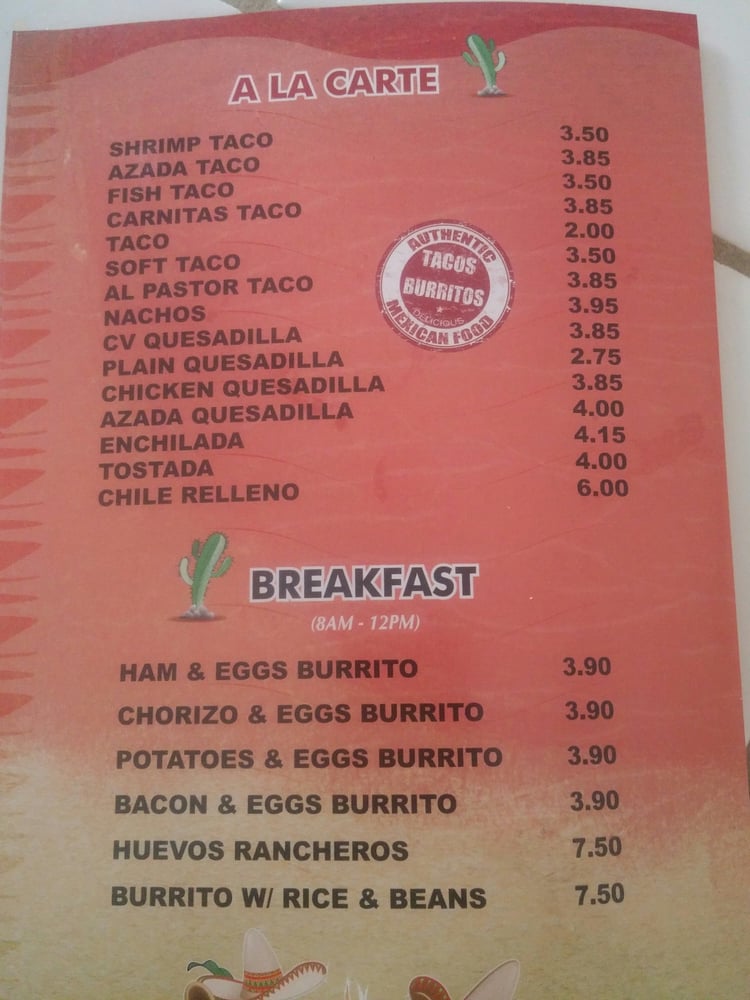 A LA CARTE
SHRIMP TACO 3.50
AZADA TACO 3.85
FISH TACO 3.50
CARNITAS TACO 3.85
TACO 2.00
SOFT TACO 3.50
AL PASTOR TACO 3.85
NACHOS 3.95
CV QUESADILLA 3.85
PLAIN QUESADILLA 2.75
CHICKEN QUESADILLA 3.85
AZADA QUESADILLA 4.00
ENCHILADA 4.15
TOSTADA 4.00
CHILE RELLENO 6.00
AUTHENTIC
TACOS
BURRITOS
DELICIOUS
MEXICAN FOOD
BREAKFAST
(8AM - 12PM)
HAM & EGGS BURRITO 3.90
CHORIZO & EGGS BURRITO 3.90
POTATOES & EGGS BURRITO 3.90
BACON & EGGS BURRITO 3.90
HUEVOS RANCHEROS 7.50
BURRITO W/ RICE & BEANS 7.50